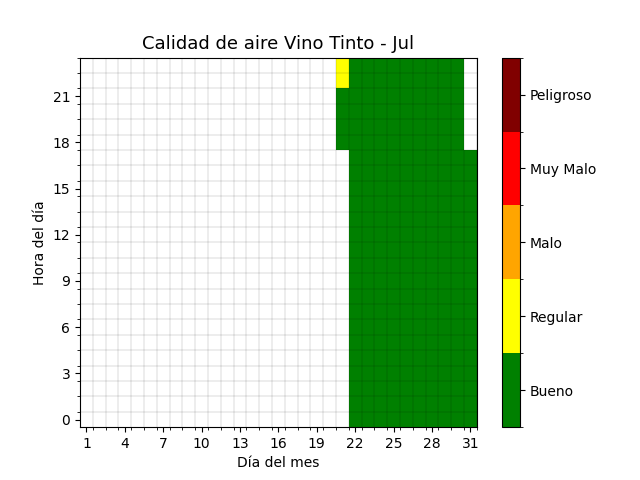 Calidad de aire Vino Tinto - Jul
Hora del día
21
18
15
12
9
6
3
0
1 4 7 10 13 16 19 22 25 28 31
Día del mes
Peligroso
Muy Malo
Malo
Regular
Bueno